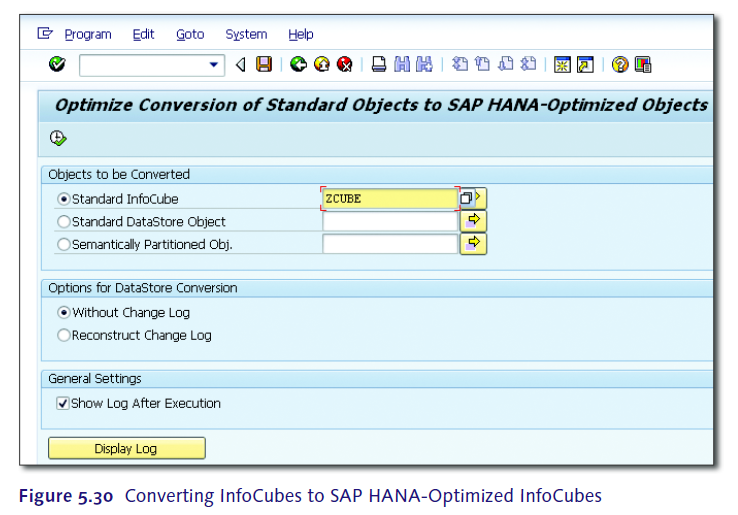 Program Edit Goto System Help
Optimize Conversion of Standard Objects to SAP HANA-Optimized Objects
Objects to be Converted
Standard InfoCube ZCUBE
Standard DataStore Object
Semantically Partitioned Obj.
Options for DataStore Conversion
Without Change Log
Reconstruct Change Log
General Settings
Show Log After Execution
Display Log
Figure 5.30 Converting InfoCubes to SAP HANA-Optimized InfoCubes